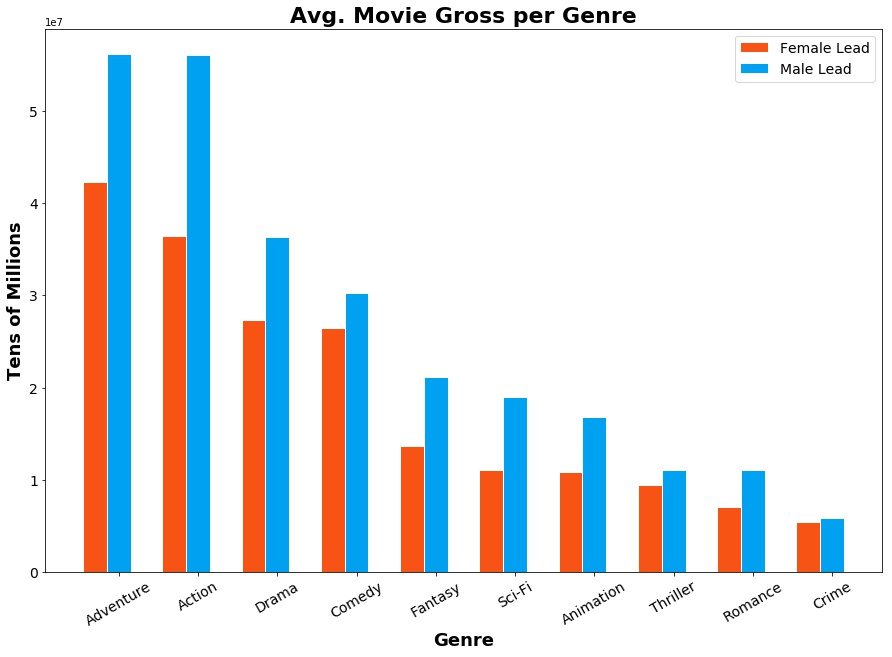 Avg. Movie Gross per Genre
1e7
Female Lead
Male Lead
Tens of Millions
5
4
3
2
1
0
Adventure
Action
Drama
Comedy
Fantasy
Sci-Fi
Animation
Thriller
Romance
Crime
Genre